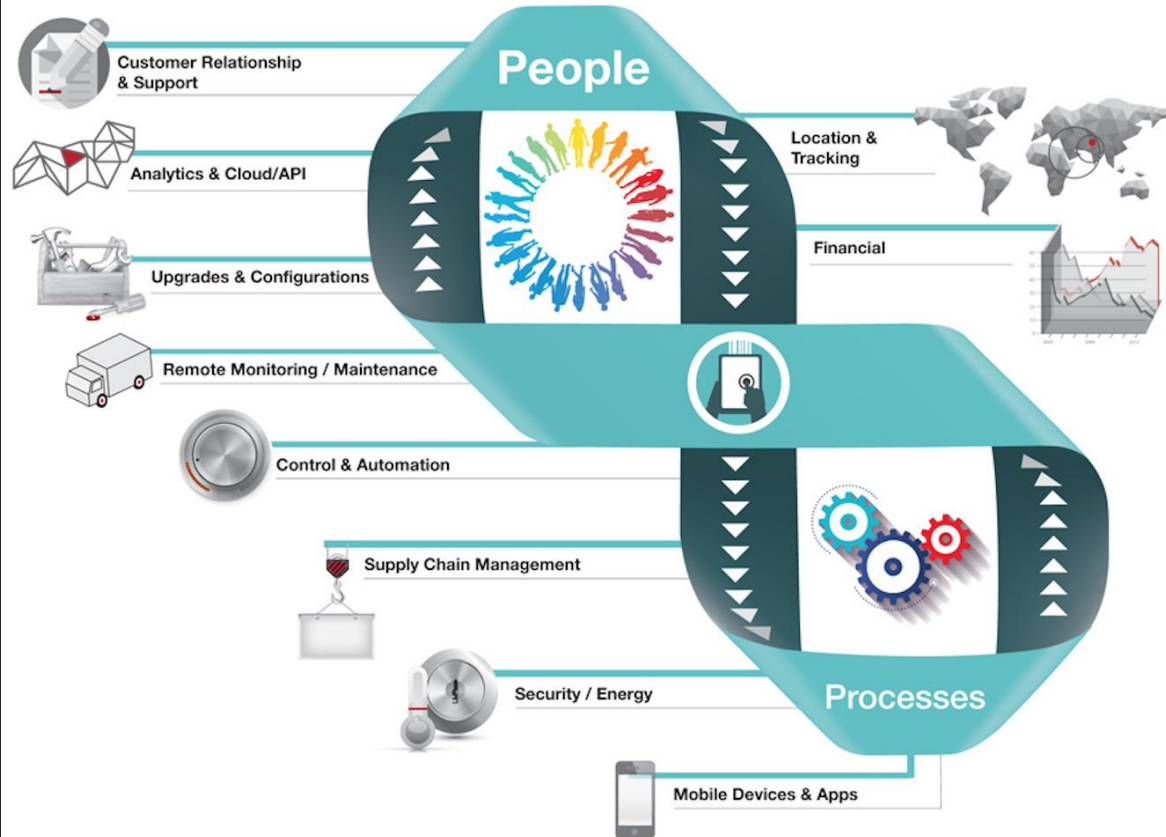 People
Customer Relationship
& Support
Location &
Tracking
Analytics & Cloud/API
Financial
Upgrades & Configurations
Remote Monitoring / Maintenance
Control & Automation
Supply Chain Management
Security / Energy
Processes
Mobile Devices & Apps